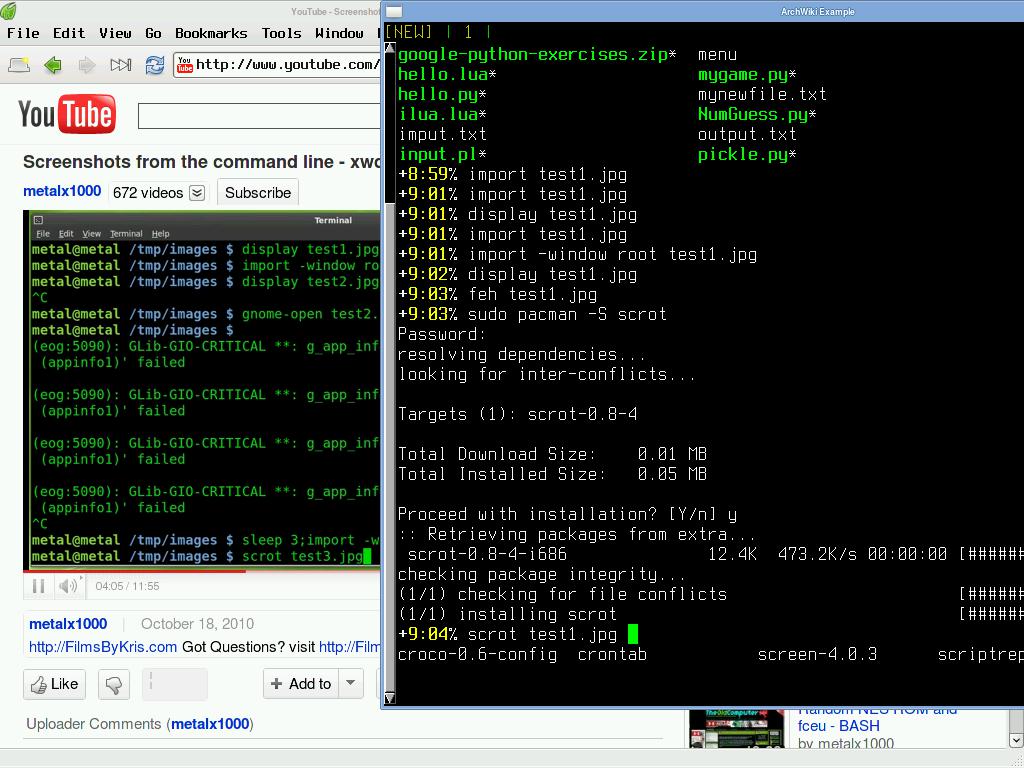 YouTube - Screenshot
File Edit View Go Bookmarks Tools Window
You Tube http://www.youtube.com/
You Tube
Screenshots from the command line - xwd
metalx1000 672 videos Subscribe
Terminal
File Edit View Terminal Help
metal@metal /tmp/images $ display test1.jpg
metal@metal /tmp/images $ import -window ro
metal@metal /tmp/images $ display test2.jpg
^C
metal@metal /tmp/images $ gnome-open test2.
metal@metal /tmp/images $
(eog:5090): GLib-GIO-CRITICAL **: g_app_inf
(appinfo1)' failed
(eog:5090): GLib-GIO-CRITICAL **: g_app_inf
(appinfo1)' failed
(eog:5090): GLib-GIO-CRITICAL **: g_app_inf
(appinfo1)' failed
(eog:5090): GLib-GIO-CRITICAL **: g_app_inf
(appinfo1)' failed
^C
metal@metal /tmp/images $ sleep 3;import -w
metal@metal /tmp/images $ scrot test3.jpg
04:05 / 11:55
metalx1000 | October 18, 2010
http://FilmsByKris.com Got Questions? visit http://Film
Like + Add to
Uploader Comments (metalx1000)
ArchWiki Example
[NEW] | 1 |
google-python-exercises.zip* menu
hello.lua* mygame.py*
hello.py* mynewfile.txt
ilua.lua* NumGuess.py*
imput.txt output.txt
input.pl* pickle.py*
+8:59% import test1.jpg
+9:01% import test1.jpg
+9:01% display test1.jpg
+9:01% import test1.jpg
+9:01% import -window root test1.jpg
+9:02% display test1.jpg
+9:03% feh test1.jpg
+9:03% sudo pacman -S scrot
Password:
resolving dependencies...
looking for inter-conflicts...
Targets (1): scrot-0.8-4
Total Download Size: 0.01 MB
Total Installed Size: 0.05 MB
Proceed with installation? [Y/n] y
:: Retrieving packages from extra...
scrot-0.8-4-i686 12.4K 473.2K/s 00:00:00 [######
checking package integrity...
(1/1) checking for file conflicts [######
(1/1) installing scrot [######
+9:04% scrot test1.jpg
croco-0.6-config crontab screen-4.0.3 scriptrep
Random NES ROM and
fceu - BASH
by metalx1000